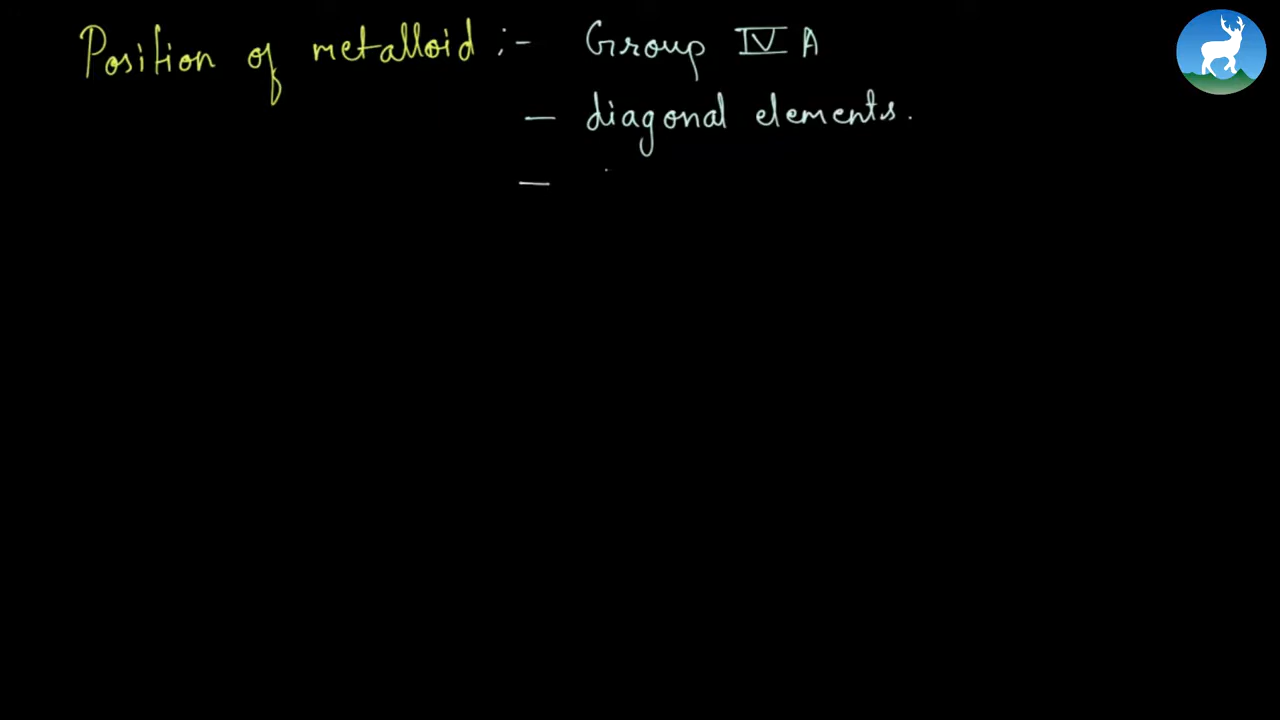 Position of metalloid :- Group IV A
— diagonal elements.
—